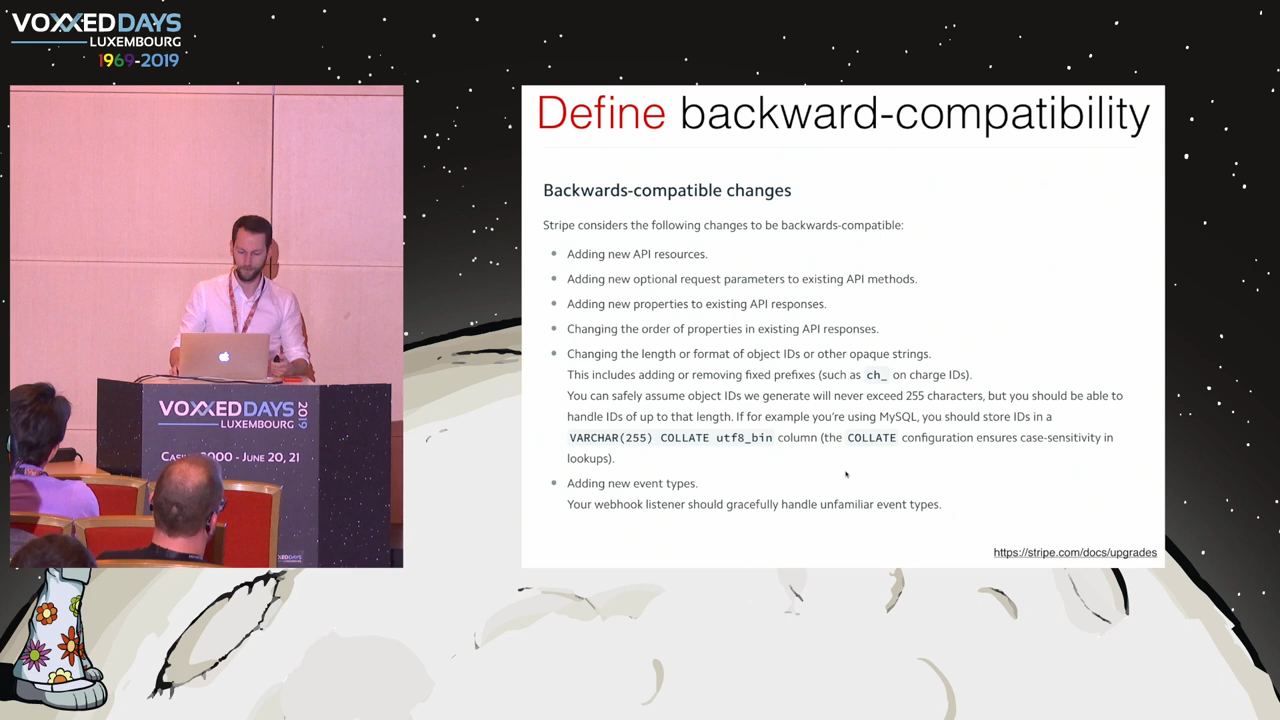 VOXXED DAYS
LUXEMBOURG
1969-2019
Define backward-compatibility
Backwards-compatible changes
Stripe considers the following changes to be backwards-compatible:
Adding new API resources.
Adding new optional request parameters to existing API methods.
Adding new properties to existing API responses.
Changing the order of properties in existing API responses.
Changing the length or format of object IDs or other opaque strings.
This includes adding or removing fixed prefixes (such as ch_ on charge IDs).
You can safely assume object IDs we generate will never exceed 255 characters, but you should be able to
handle IDs of up to that length. If for example you're using MySQL, you should store IDs in a
VARCHAR(255) COLLATE utf8_bin column (the COLLATE configuration ensures case-sensitivity in
lookups).
Adding new event types.
Your webhook listener should gracefully handle unfamiliar event types.
https://stripe.com/docs/upgrades
VOXXED DAYS 2019
LUXEMBOURG
2000 - JUNE 20, 21